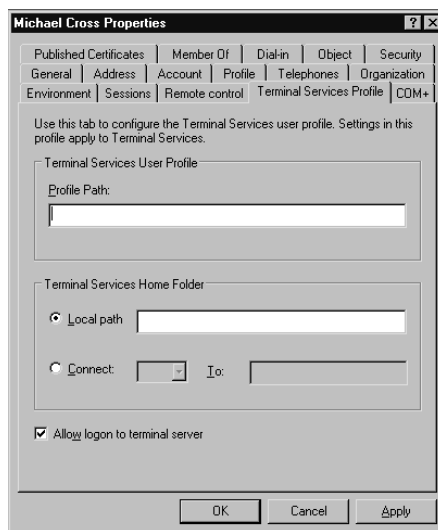 Michael Cross Properties
Published Certificates Member Of Dial-in Object Security
General Address Account Profile Telephones Organization
Environment Sessions Remote control Terminal Services Profile COM+
Use this tab to configure the Terminal Services user profile. Settings in this
profile apply to Terminal Services.
Terminal Services User Profile
Profile Path:
Terminal Services Home Folder
Local path
Connect: To:
Allow logon to terminal server
OK Cancel Apply